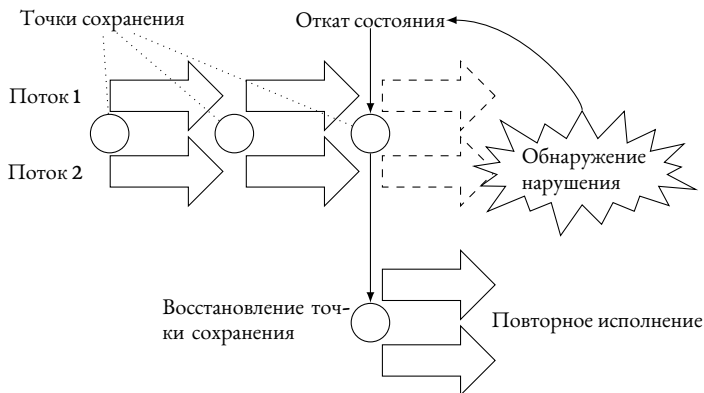 Точки сохранения
Откат состояния
Поток 1
Поток 2
Обнаружение
нарушения
Восстановление точ-
ки сохранения
Повторное исполнение